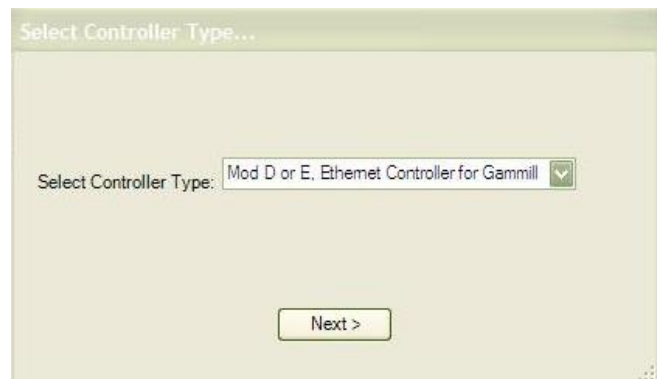 Select Controller Type...
Select Controller Type: Mod D or E, Ethernet Controller for Gammill
Next >